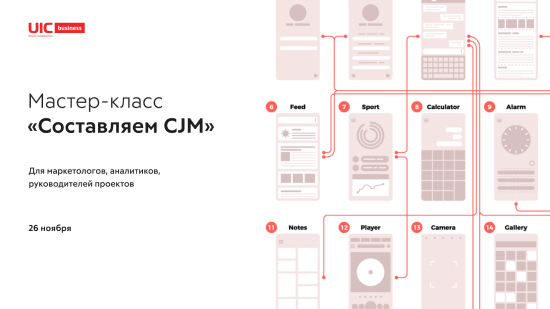 UIC business
Мастер-класс
«Составляем CJM»
Для маркетологов, аналитиков,
руководителей проектов
26 ноября
6 Feed
7 Sport
8 Calculator
9 Alarm
11 Notes
12 Player
13 Camera
14 Gallery